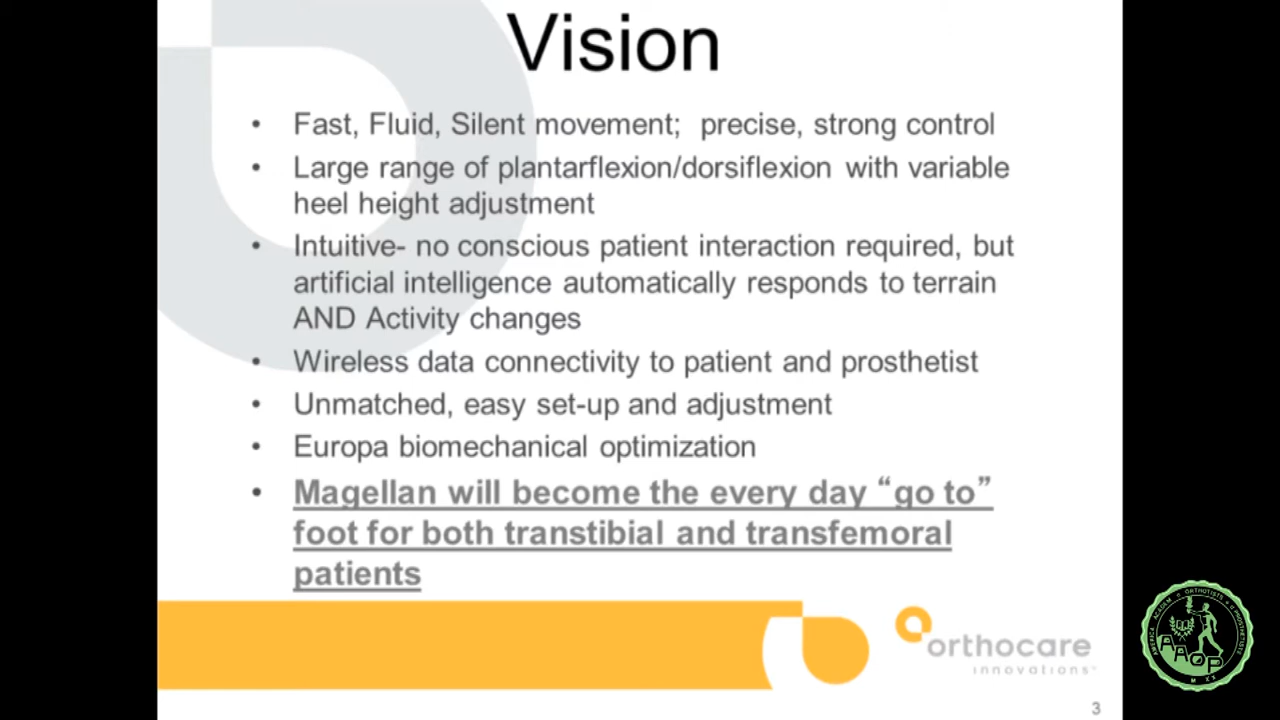 Vision
• Fast, Fluid, Silent movement; precise, strong control
• Large range of plantarflexion/dorsiflexion with variable
heel height adjustment
• Intuitive- no conscious patient interaction required, but
artificial intelligence automatically responds to terrain
AND Activity changes
• Wireless data connectivity to patient and prosthetist
• Unmatched, easy set-up and adjustment
• Europa biomechanical optimization
• Magellan will become the every day “go to”
foot for both transtibial and transfemoral
patients
orthocare
innovations
AAOP
3